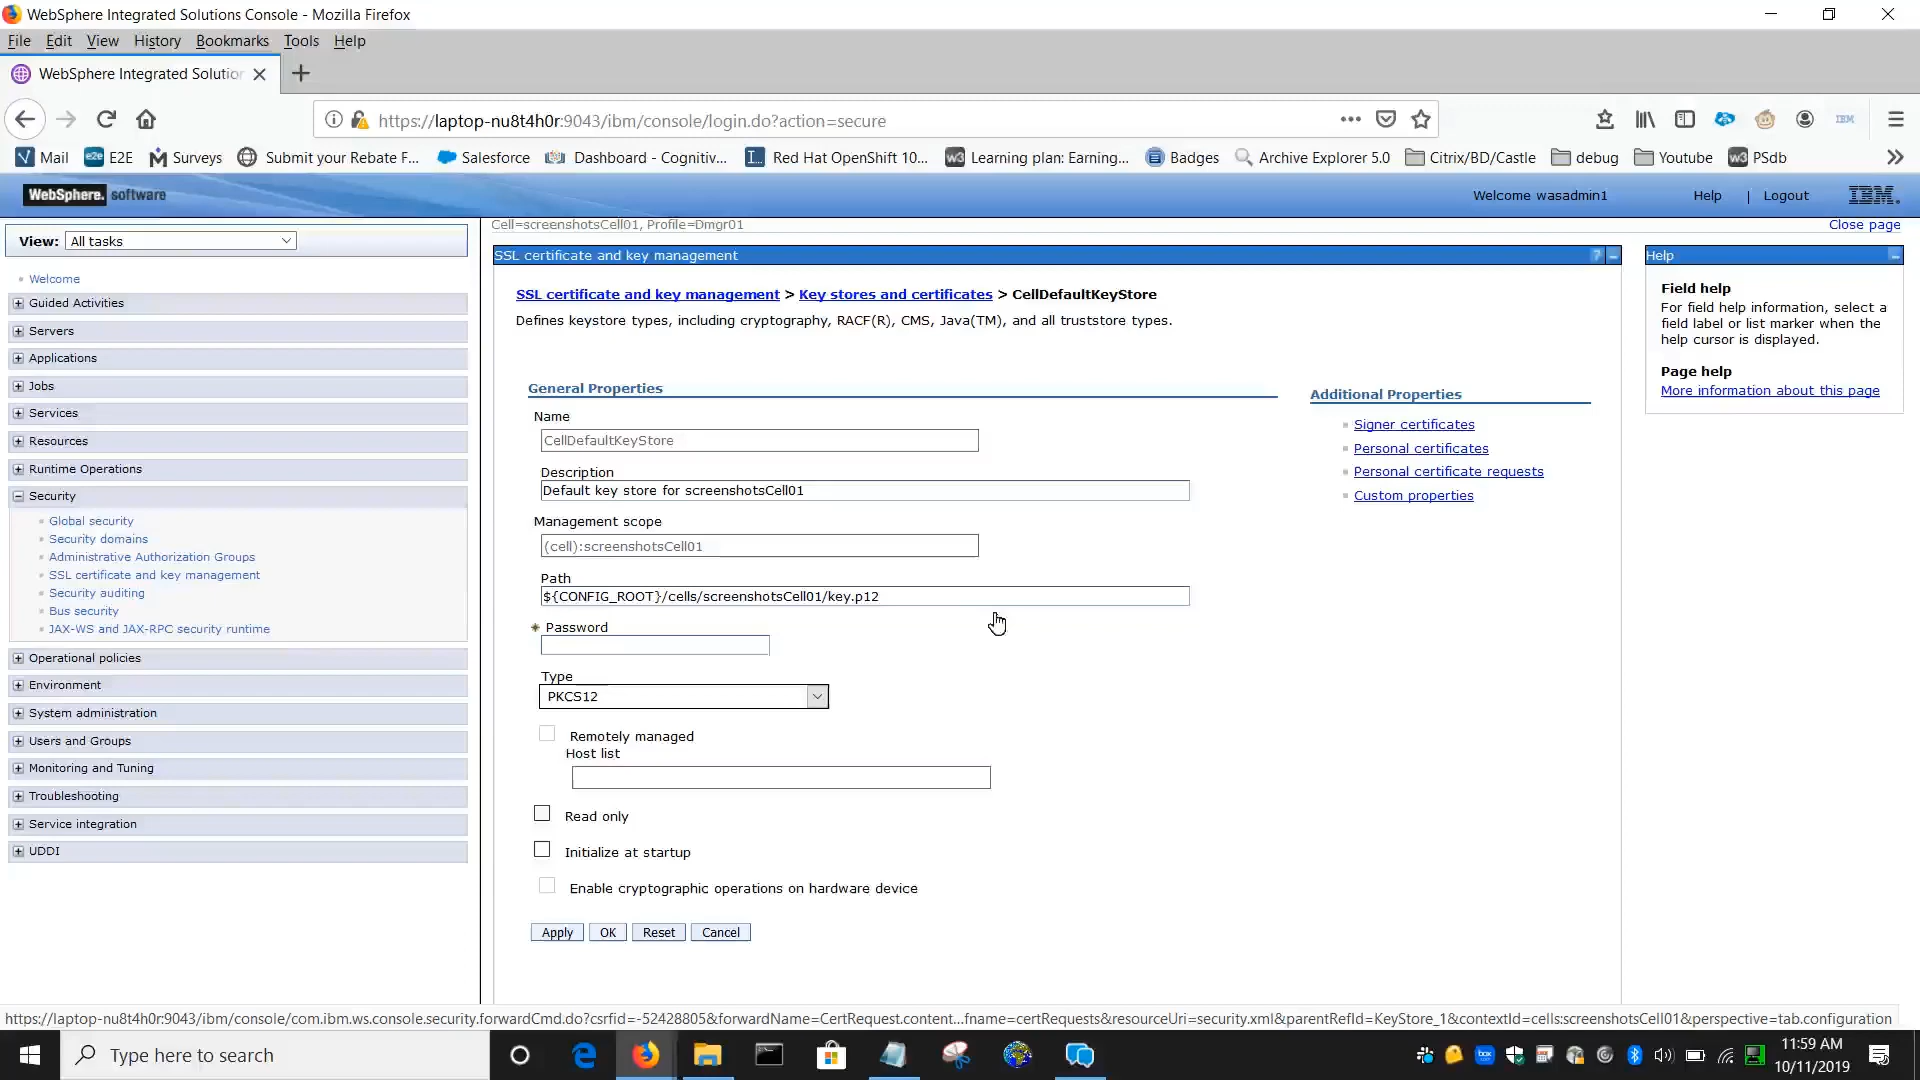 WebSphere Integrated Solutions Console - Mozilla Firefox
File Edit View History Bookmarks Tools Help
WebSphere Integrated Solution
https://laptop-nu8t4h0r:9043/ibm/console/login.do?action=secure
IBM
Mail E2E Surveys Submit your Rebate F... Salesforce Dashboard - Cognitiv... Red Hat OpenShift 10... Learning plan: Earning... Badges Archive Explorer 5.0 Citrix/BD/Castle debug Youtube PSdb
WebSphere. software Welcome wasadmin1 Help | Logout IBM.
View: All tasks
Welcome
Guided Activities
Servers
Applications
Jobs
Services
Resources
Runtime Operations
Security
Global security
Security domains
Administrative Authorization Groups
SSL certificate and key management
Security auditing
Bus security
JAX-WS and JAX-RPC security runtime
Operational policies
Environment
System administration
Users and Groups
Monitoring and Tuning
Troubleshooting
Service integration
UDDI
Cell=screenshotsCell01, Profile=Dmgr01 Close page
SSL certificate and key management ? -
SSL certificate and key management > Key stores and certificates > CellDefaultKeyStore
Defines keystore types, including cryptography, RACF(R), CMS, Java(TM), and all truststore types.
General Properties
Name
CellDefaultKeyStore
Description
Default key store for screenshotsCell01
Management scope
(cell):screenshotsCell01
Path
${CONFIG_ROOT}/cells/screenshotsCell01/key.p12
* Password
Type
PKCS12
Remotely managed
Host list
Read only
Initialize at startup
Enable cryptographic operations on hardware device
Apply OK Reset Cancel
Additional Properties
Signer certificates
Personal certificates
Personal certificate requests
Custom properties
Help
Field help
For field help information, select a
field label or list marker when the
help cursor is displayed.
Page help
More information about this page
https://laptop-nu8t4h0r:9043/ibm/console/com.ibm.ws.console.security.forwardCmd.do?csrfid=-52428805&forwardName=CertRequest.content...fname=certRequests&resourceUri=security.xml&parentRefId=KeyStore_1&contextId=cells:screenshotsCell01&perspective=tab.configuration
Type here to search
11:59 AM
10/11/2019